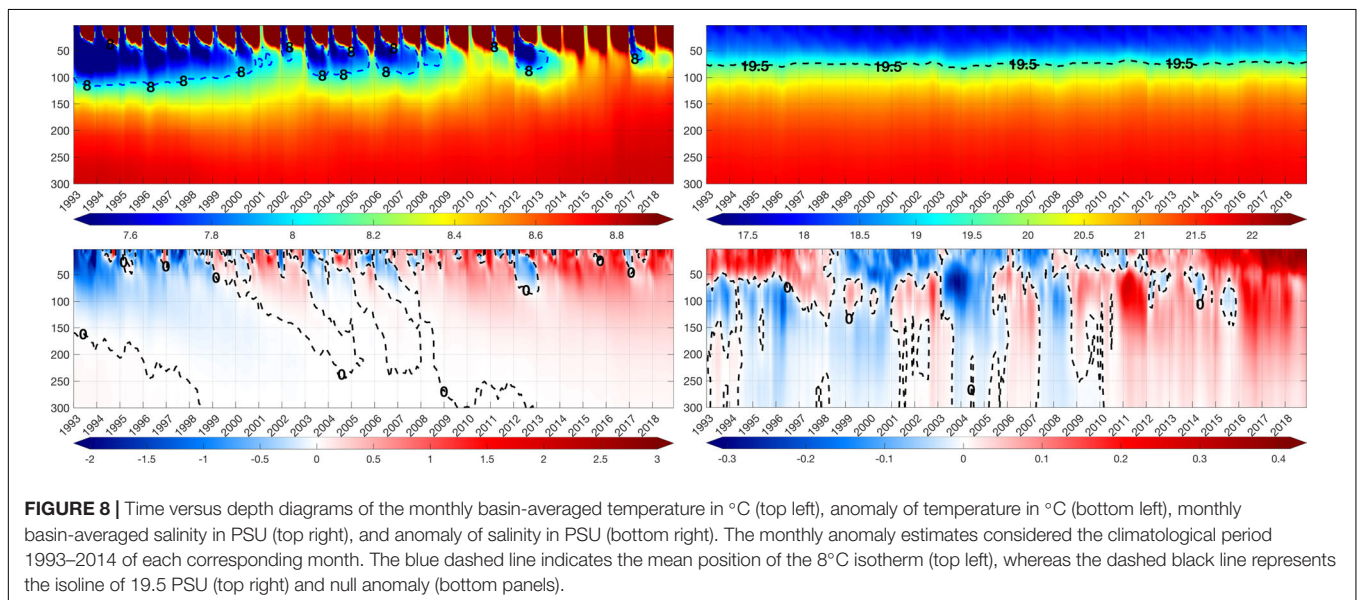 8 8 8 8 8 8
8 8 8 8 8 8 8
50
100
150
200
250
300
1993 1994 1995 1996 1997 1998 1999 2000 2001 2002 2003 2004 2005 2006 2007 2008 2009 2010 2011 2012 2013 2014 2015 2016 2017 2018
7.6 7.8 8 8.2 8.4 8.6 8.8
50
100
150
200
250
300
19.5 19.5 19.5 19.5
1993 1994 1995 1996 1997 1998 1999 2000 2001 2002 2003 2004 2005 2006 2007 2008 2009 2010 2011 2012 2013 2014 2015 2016 2017 2018
17.5 18 18.5 19 19.5 20 20.5 21 21.5 22
50
100
150
200
250
300
0 0 0 0 0 0 0 0 0 0
1993 1994 1995 1996 1997 1998 1999 2000 2001 2002 2003 2004 2005 2006 2007 2008 2009 2010 2011 2012 2013 2014 2015 2016 2017 2018
-2 -1.5 -1 -0.5 0 0.5 1 1.5 2 2.5 3
50
100
150
200
250
300
0 0 0 0
1993 1994 1995 1996 1997 1998 1999 2000 2001 2002 2003 2004 2005 2006 2007 2008 2009 2010 2011 2012 2013 2014 2015 2016 2017 2018
-0.3 -0.2 -0.1 0 0.1 0.2 0.3 0.4
FIGURE 8 | Time versus depth diagrams of the monthly basin-averaged temperature in °C (top left), anomaly of temperature in °C (bottom left), monthly
basin-averaged salinity in PSU (top right), and anomaly of salinity in PSU (bottom right). The monthly anomaly estimates considered the climatological period
1993–2014 of each corresponding month. The blue dashed line indicates the mean position of the 8°C isotherm (top left), whereas the dashed black line represents
the isoline of 19.5 PSU (top right) and null anomaly (bottom panels).